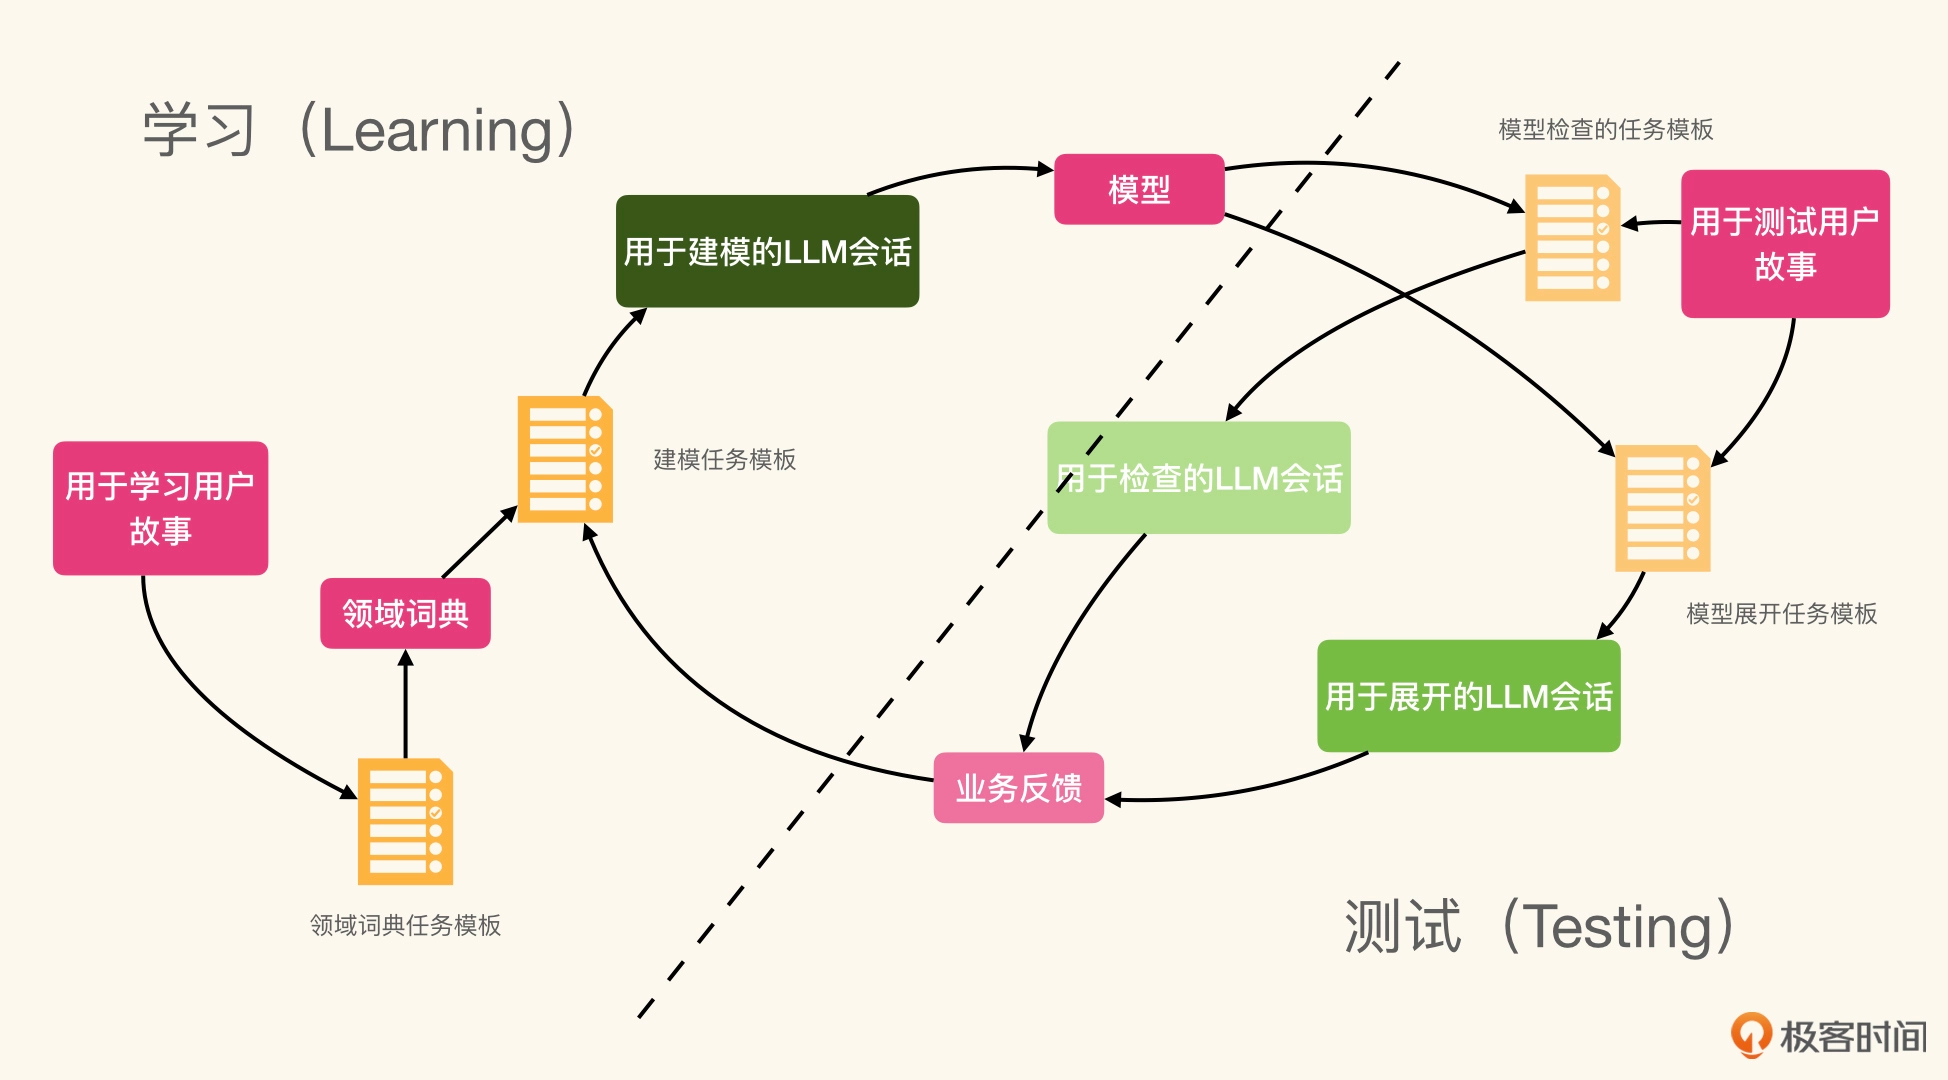 学习（Learning）
模型检查的任务模板
模型
用于测试用户
故事
用于建模的LLM会话
建模任务模板
用于学习用户
故事
用于检查的LLM会话
领域词典
模型展开任务模板
用于展开的LLM会话
业务反馈
领域词典任务模板
测试（Testing）
极客时间